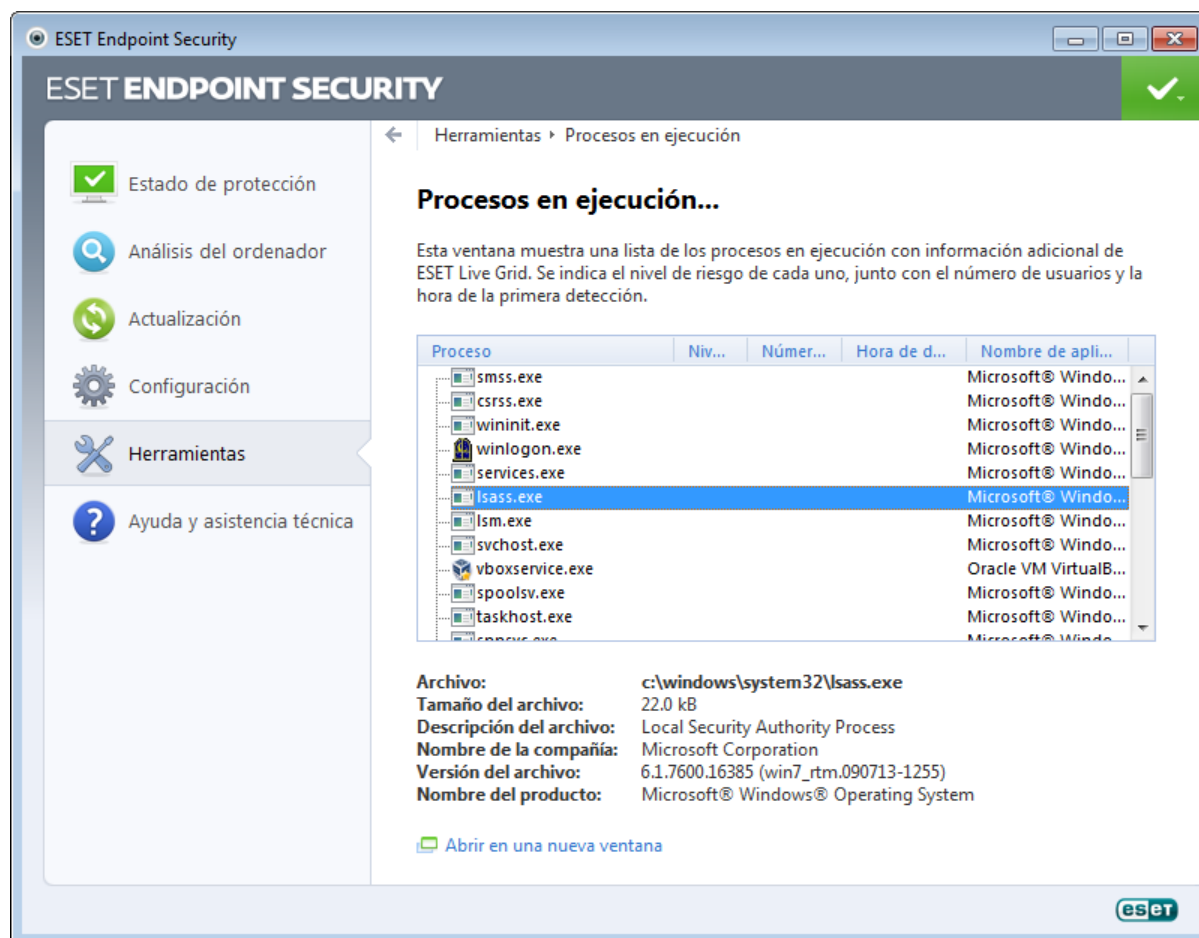 ESET Endpoint Security
ESET ENDPOINT SECURITY
Herramientas ▸ Procesos en ejecución
Estado de protección
Análisis del ordenador
Actualización
Configuración
Herramientas
Ayuda y asistencia técnica
Procesos en ejecución...
Esta ventana muestra una lista de los procesos en ejecución con información adicional de
ESET Live Grid. Se indica el nivel de riesgo de cada uno, junto con el número de usuarios y la
hora de la primera detección.
Proceso Niv... Númer... Hora de d... Nombre de apli...
smss.exe Microsoft® Windo...
csrss.exe Microsoft® Windo...
wininit.exe Microsoft® Windo...
winlogon.exe Microsoft® Windo...
services.exe Microsoft® Windo...
lsass.exe Microsoft® Windo...
lsm.exe Microsoft® Windo...
svchost.exe Microsoft® Windo...
vboxservice.exe Oracle VM VirtualB...
spoolsv.exe Microsoft® Windo...
taskhost.exe Microsoft® Windo...
Archivo: c:\windows\system32\lsass.exe
Tamaño del archivo: 22.0 kB
Descripción del archivo: Local Security Authority Process
Nombre de la compañía: Microsoft Corporation
Versión del archivo: 6.1.7600.16385 (win7_rtm.090713-1255)
Nombre del producto: Microsoft® Windows® Operating System
Abrir en una nueva ventana
eset